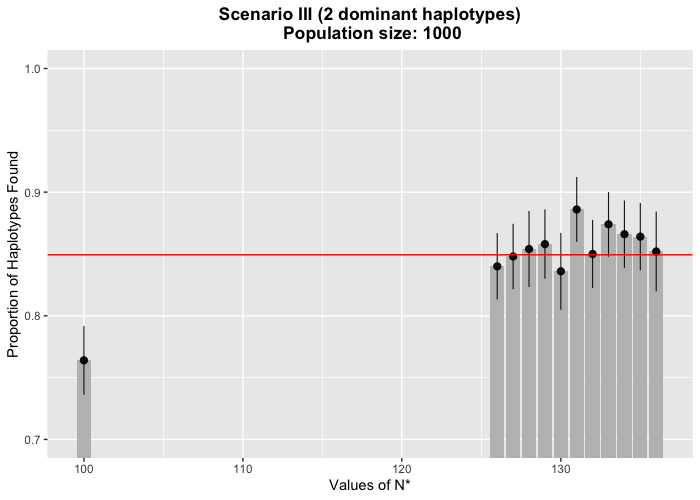 Scenario III (2 dominant haplotypes)
Population size: 1000
Proportion of Haplotypes Found
1.0
0.9
0.8
0.7
100
110
120
130
Values of N*